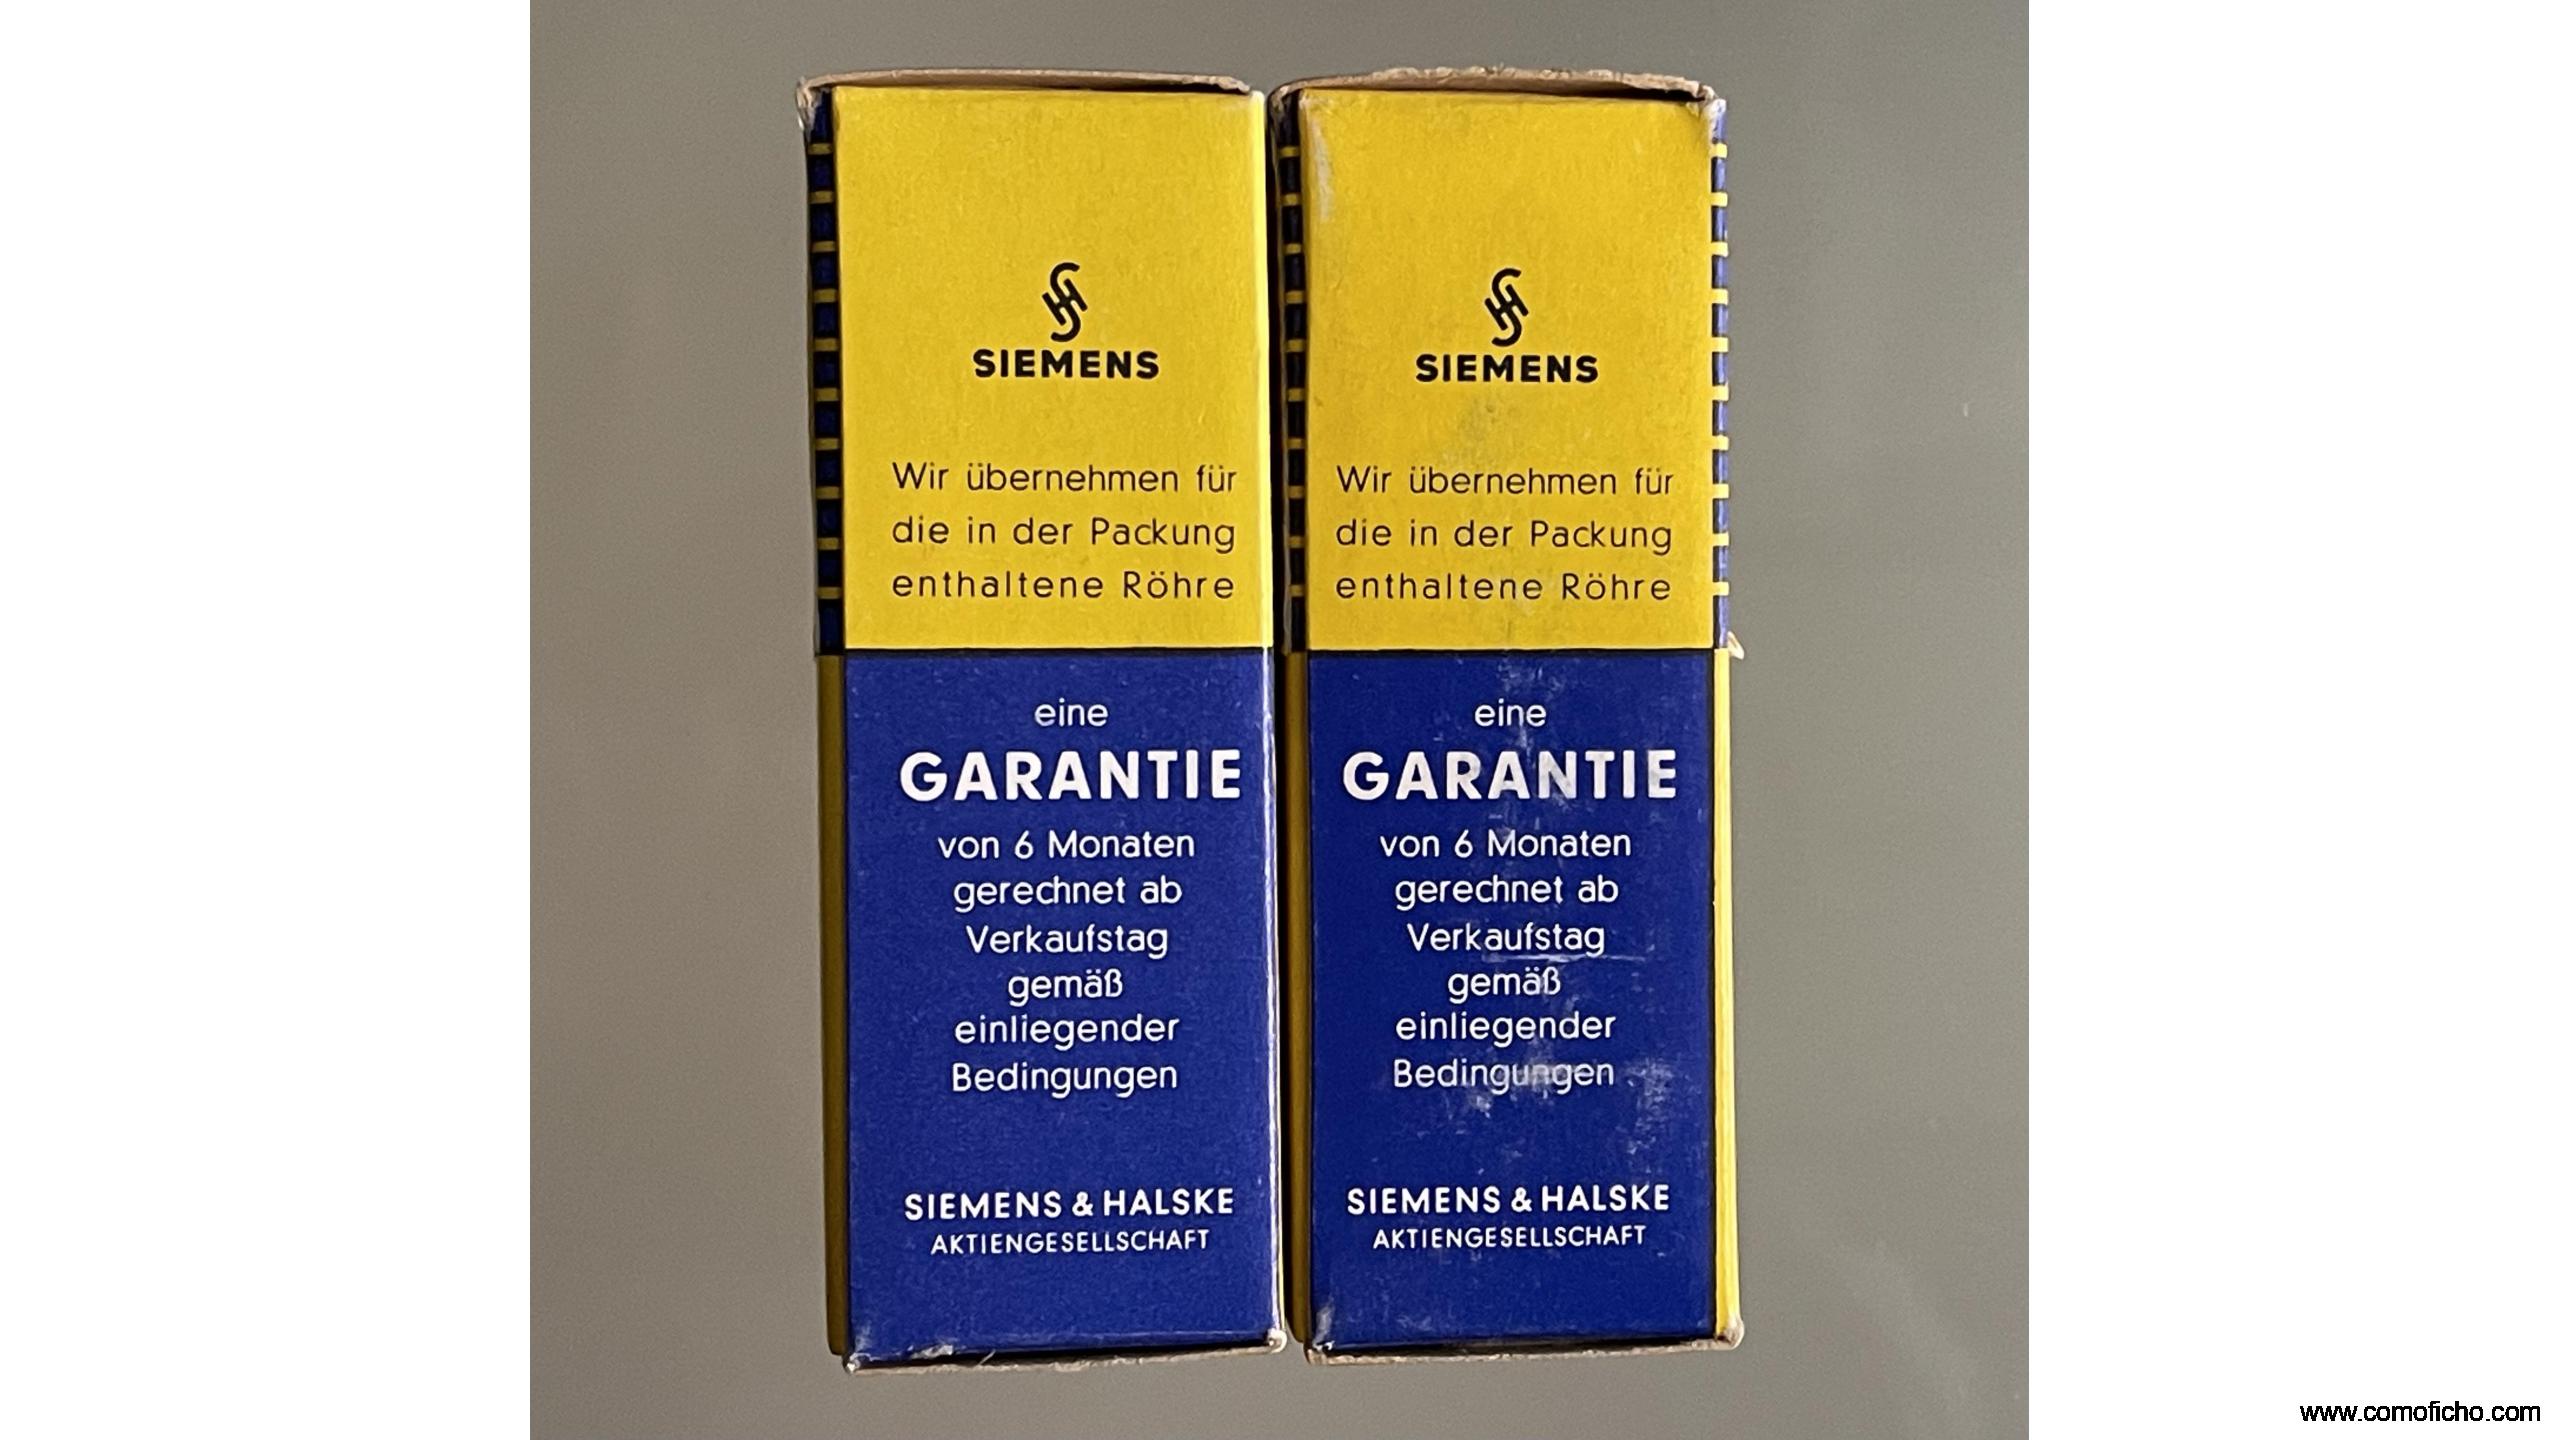 SIEMENS
Wir übernehmen für
die in der Packung
enthaltene Röhre
eine
GARANTIE
von 6 Monaten
gerechnet ab
Verkaufstag
gemäß
einliegender
Bedingungen
SIEMENS & HALSKE
AKTIENGESELLSCHAFT
SIEMENS
Wir übernehmen für
die in der Packung
enthaltene Röhre
eine
GARANTIE
von 6 Monaten
gerechnet ab
Verkaufstag
gemäß
einliegender
Bedingungen
SIEMENS & HALSKE
AKTIENGESELLSCHAFT
www.comoficho.com